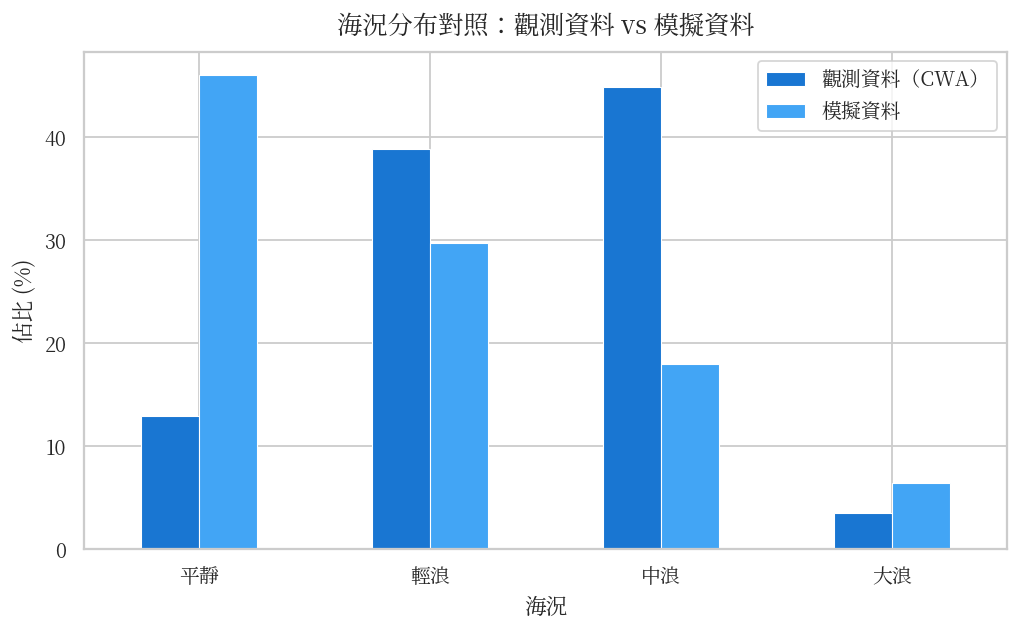 海況分布對照：觀測資料 vs 模擬資料
觀測資料（CWA）
模擬資料
佔比 (%)
40
30
20
10
0
平靜
輕浪
中浪
大浪
海況